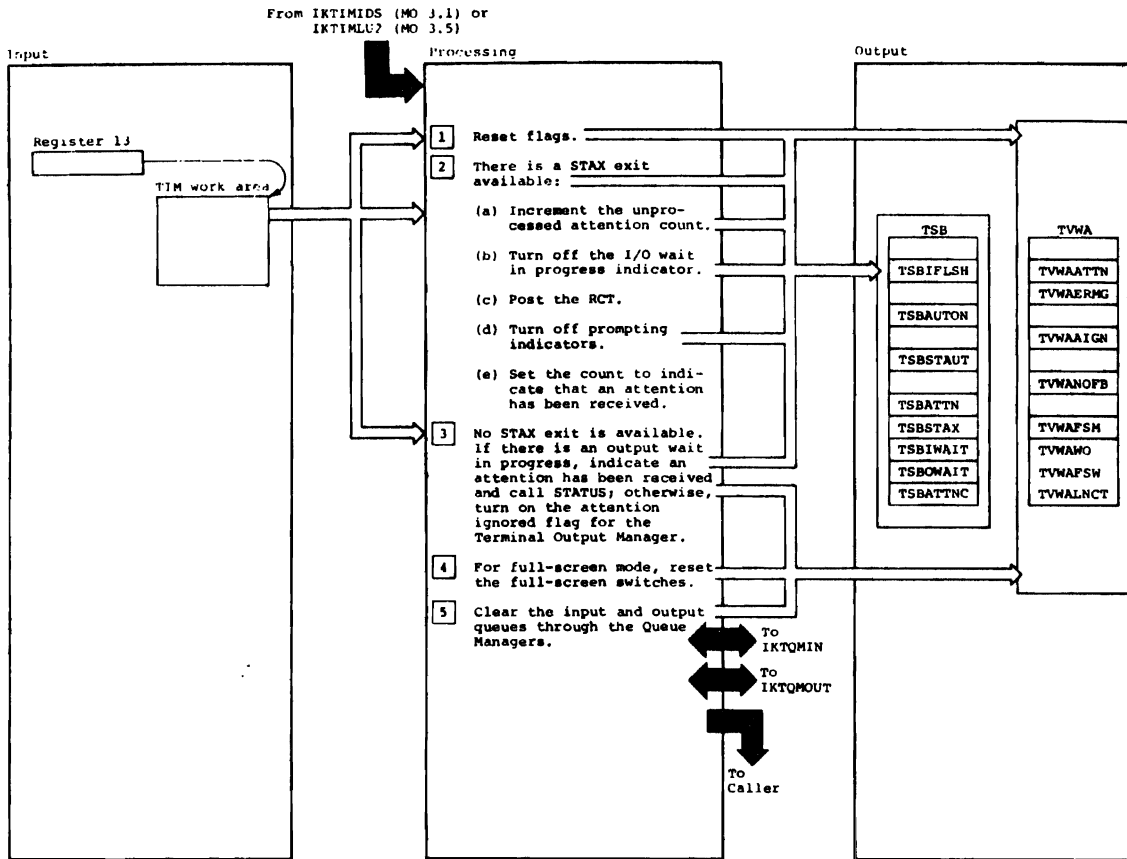 From IKTIMIDS (MO 3.1) or
IKTIMLU2 (MO 3.5)
Input
Processing
Output
Register 13
TIM work area
1 Reset flags.
2 There is a STAX exit
available:
(a) Increment the unpro-
cessed attention count.
(b) Turn off the I/O wait
in progress indicator.
(c) Post the RCT.
(d) Turn off prompting
indicators.
(e) Set the count to indi-
cate that an attention
has been received.
3 No STAX exit is available.
If there is an output wait
in progress, indicate an
attention has been received
and call STATUS; otherwise,
turn on the attention
ignored flag for the
Terminal Output Manager.
4 For full-screen mode, reset
the full-screen switches.
5 Clear the input and output
queues through the Queue
Managers.
To
IKTQMIN
To
IKTQMOUT
To
Caller
TSB
TSBIFLSH
TSBAUTON
TSBSTAUT
TSBATTN
TSBSTAX
TSBIWAIT
TSBOWAIT
TSBATTNC
TVWA
TVWAATTN
TVWAERMG
TVWAAIGN
TVWANOFB
TVWAFSM
TVWAWO
TVWAFSW
TVWALNCT